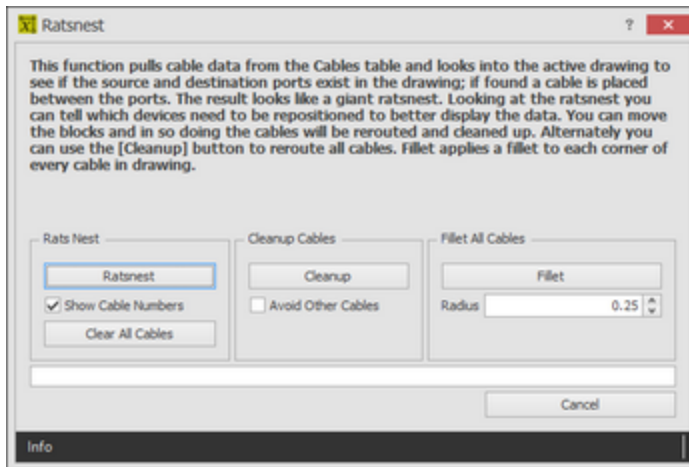 Ratsnest
?
This function pulls cable data from the Cables table and looks into the active drawing to
see if the source and destination ports exist in the drawing; if found a cable is placed
between the ports. The result looks like a giant ratsnest. Looking at the ratsnest you
can tell which devices need to be repositioned to better display the data. You can move
the blocks and in so doing the cables will be rerouted and cleaned up. Alternately you
can use the [Cleanup] button to reroute all cables. Fillet applies a fillet to each corner of
every cable in drawing.
Rats Nest
Ratsnest
Show Cable Numbers
Clear All Cables
Cleanup Cables
Cleanup
Avoid Other Cables
Fillet All Cables
Fillet
Radius 0.25
Cancel
Info